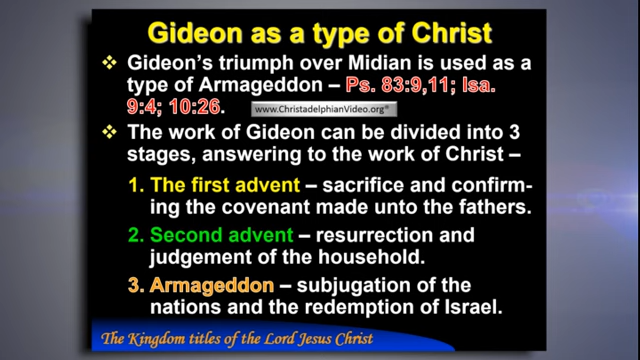 Gideon as a type of Christ
Gideon's triumph over Midian is used as a
type of Armageddon – Ps. 83:9,11; Isa.
9:4; 10:26.
www.ChristadelphianVideo.org®
The work of Gideon can be divided into 3
stages, answering to the work of Christ –
1. The first advent – sacrifice and confirm-
ing the covenant made unto the fathers.
2. Second advent – resurrection and
judgement of the household.
3. Armageddon – subjugation of the
nations and the redemption of Israel.
The Kingdom titles of the Lord Jesus Christ